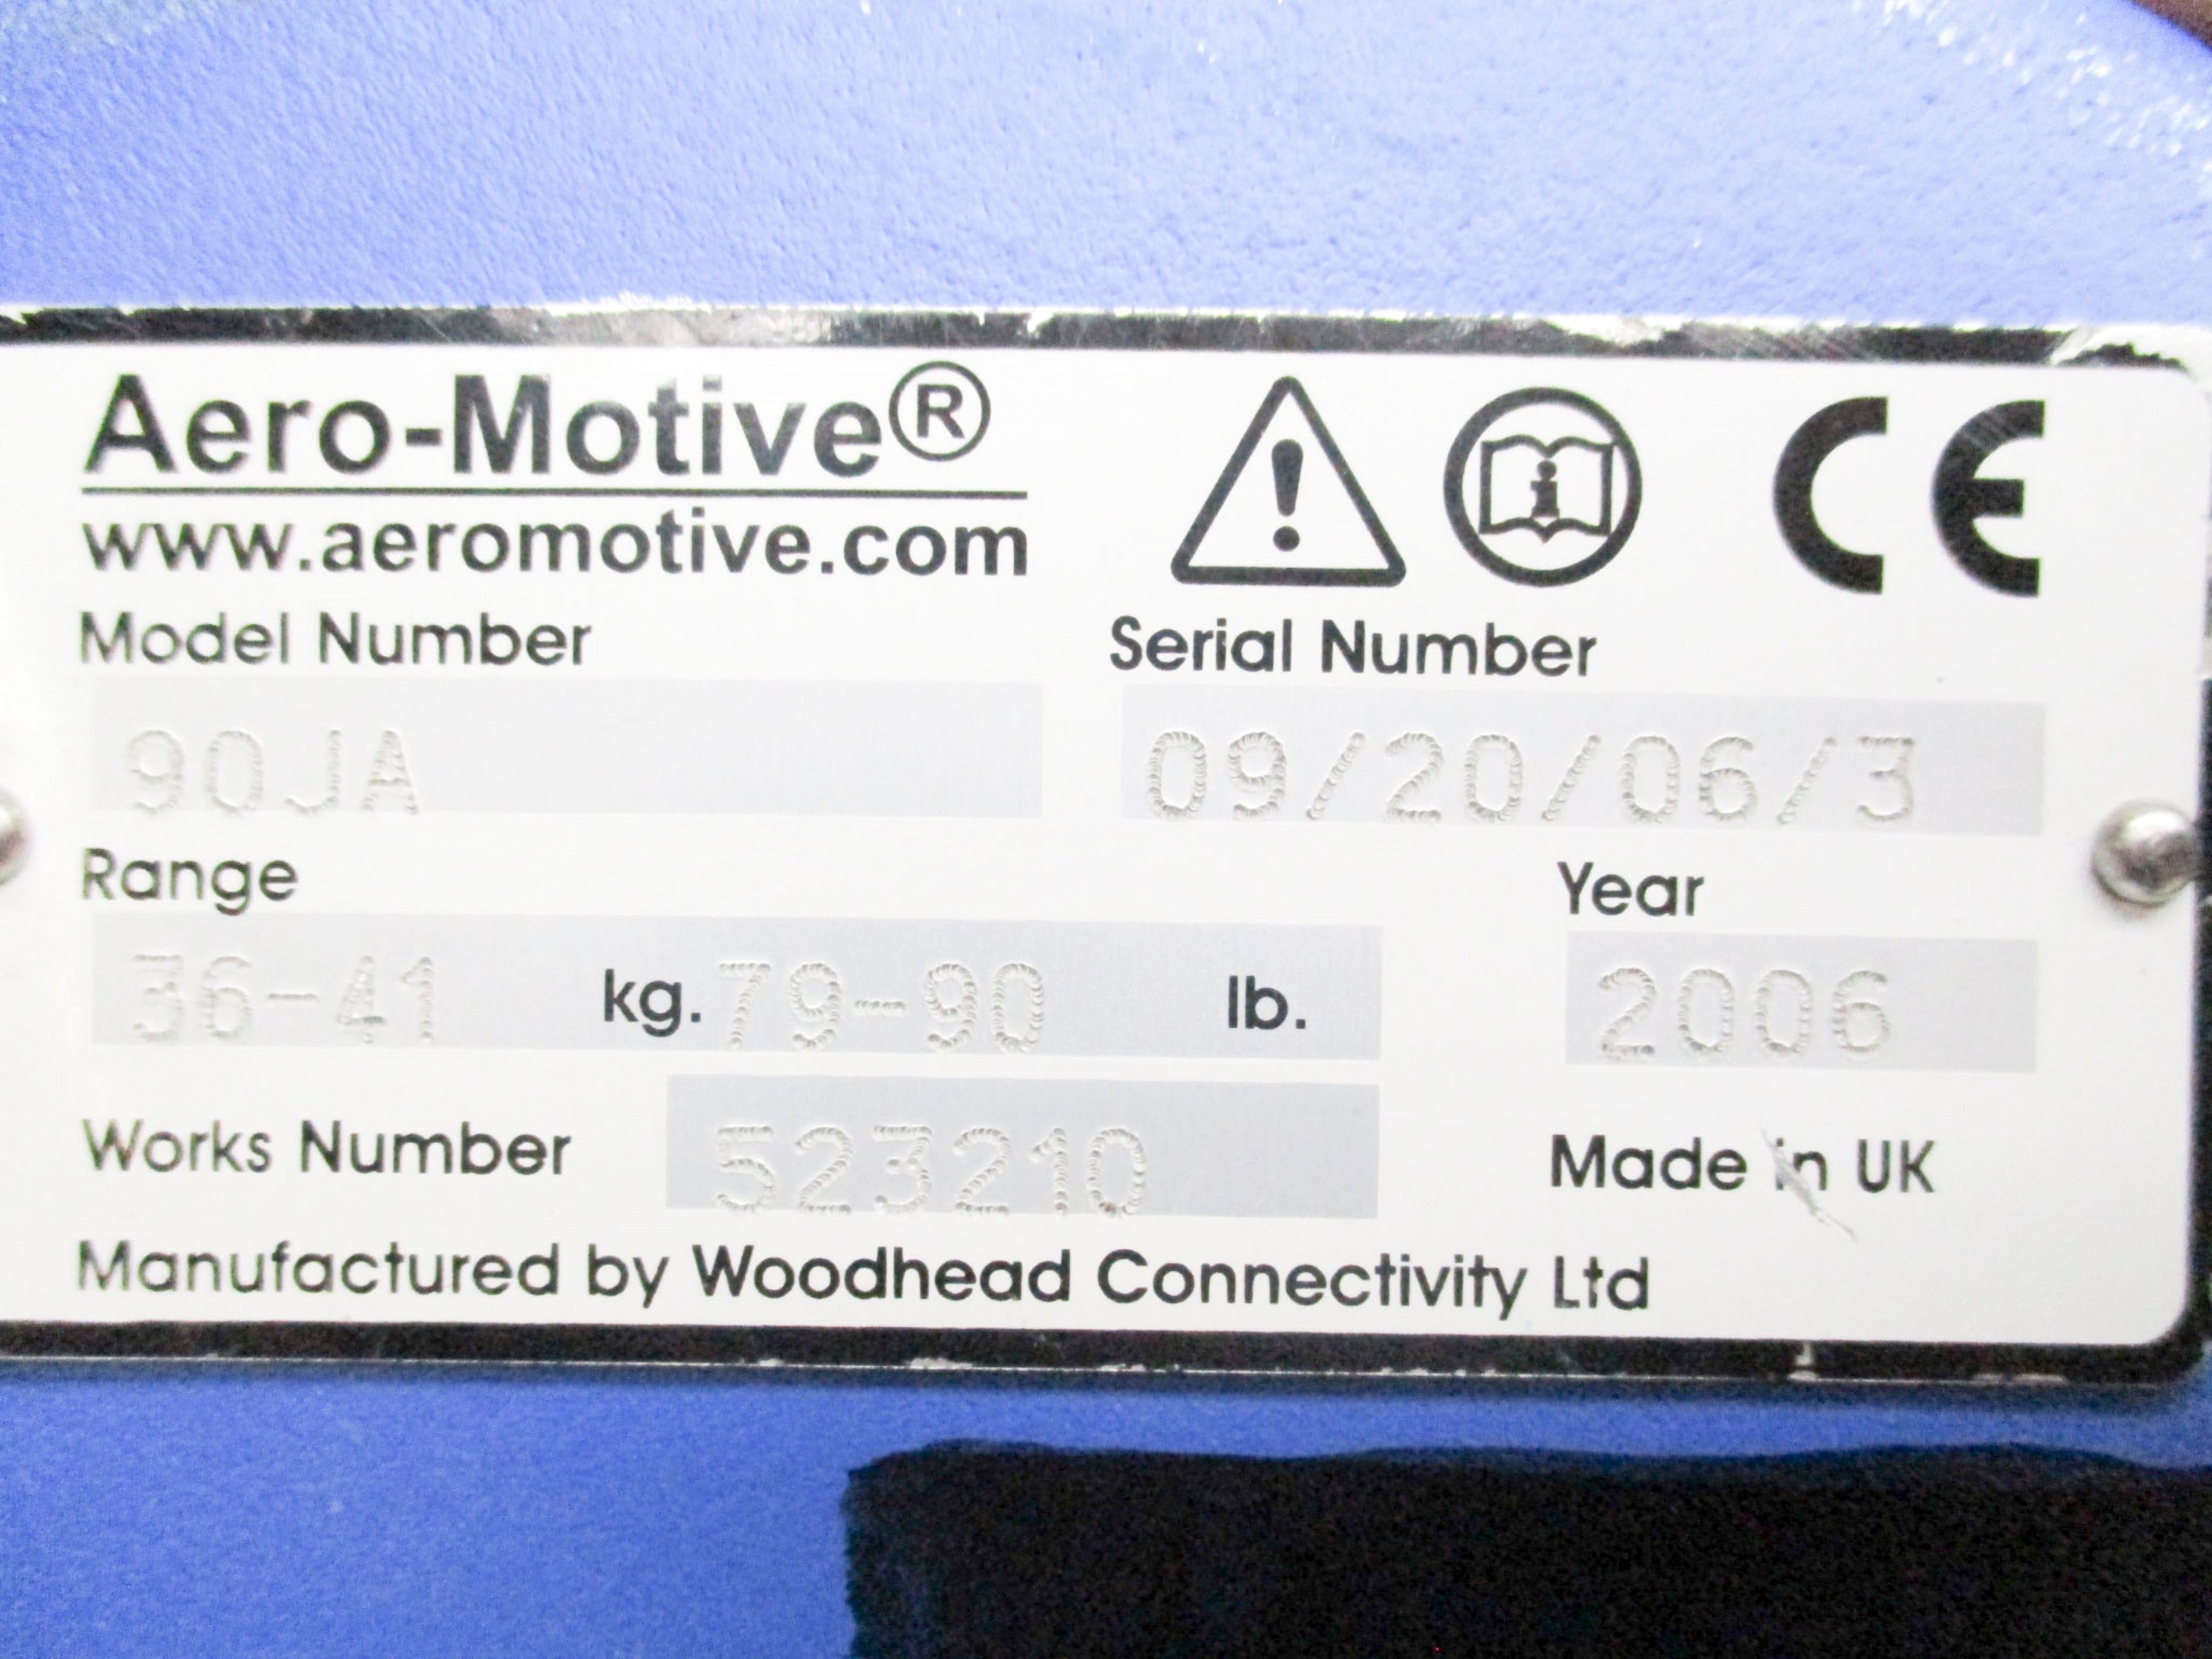 Aero-Motive®
www.aeromotive.com
CE
Model Number Serial Number
90JA 09/20/06/3
Range Year
36-41 kg. 79-90 lb. 2006
Works Number 523210 Made in UK
Manufactured by Woodhead Connectivity Ltd